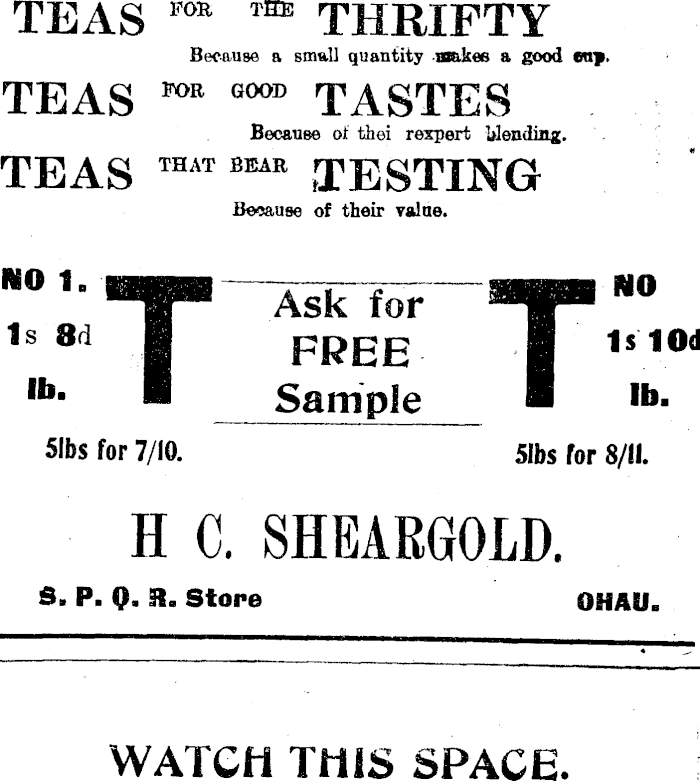 TEAS FOR THE THRIFTY
Because a small quantity makes a good cup.
TEAS FOR GOOD TASTES
Because of thei rexpert blending.
TEAS THAT BEAR TESTING
Because of their value.
NO 1. T Ask for T NO
1s 8d FREE 1s 10d
lb. Sample lb.
5lbs for 7/10. 5lbs for 8/11.
H C. SHEARGOLD.
S. P. Q. R. Store OHAU.
WATCH THIS SPACE.